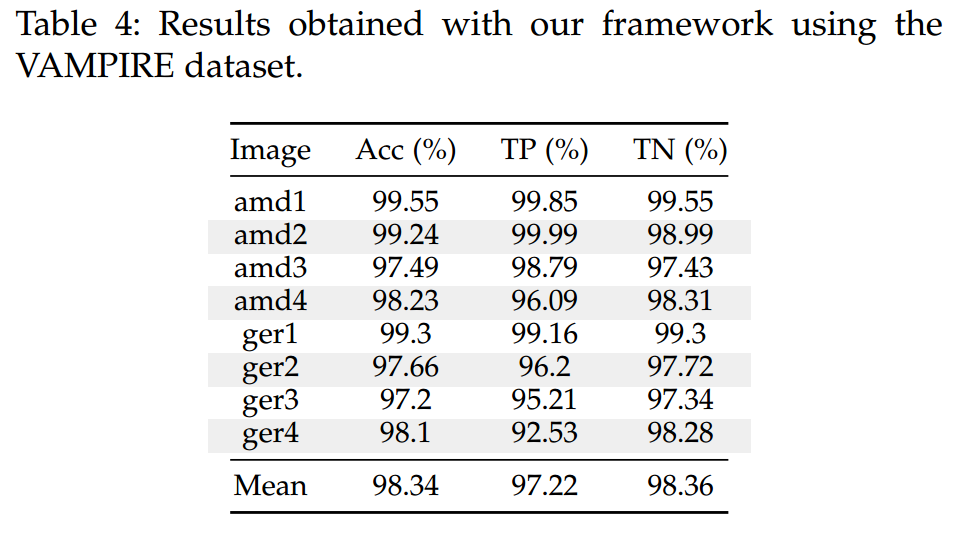 Table 4: Results obtained with our framework using the
VAMPIRE dataset.
Image Acc (%) TP (%) TN (%)
amd1 99.55 99.85 99.55
amd2 99.24 99.99 98.99
amd3 97.49 98.79 97.43
amd4 98.23 96.09 98.31
ger1 99.3 99.16 99.3
ger2 97.66 96.2 97.72
ger3 97.2 95.21 97.34
ger4 98.1 92.53 98.28
Mean 98.34 97.22 98.36